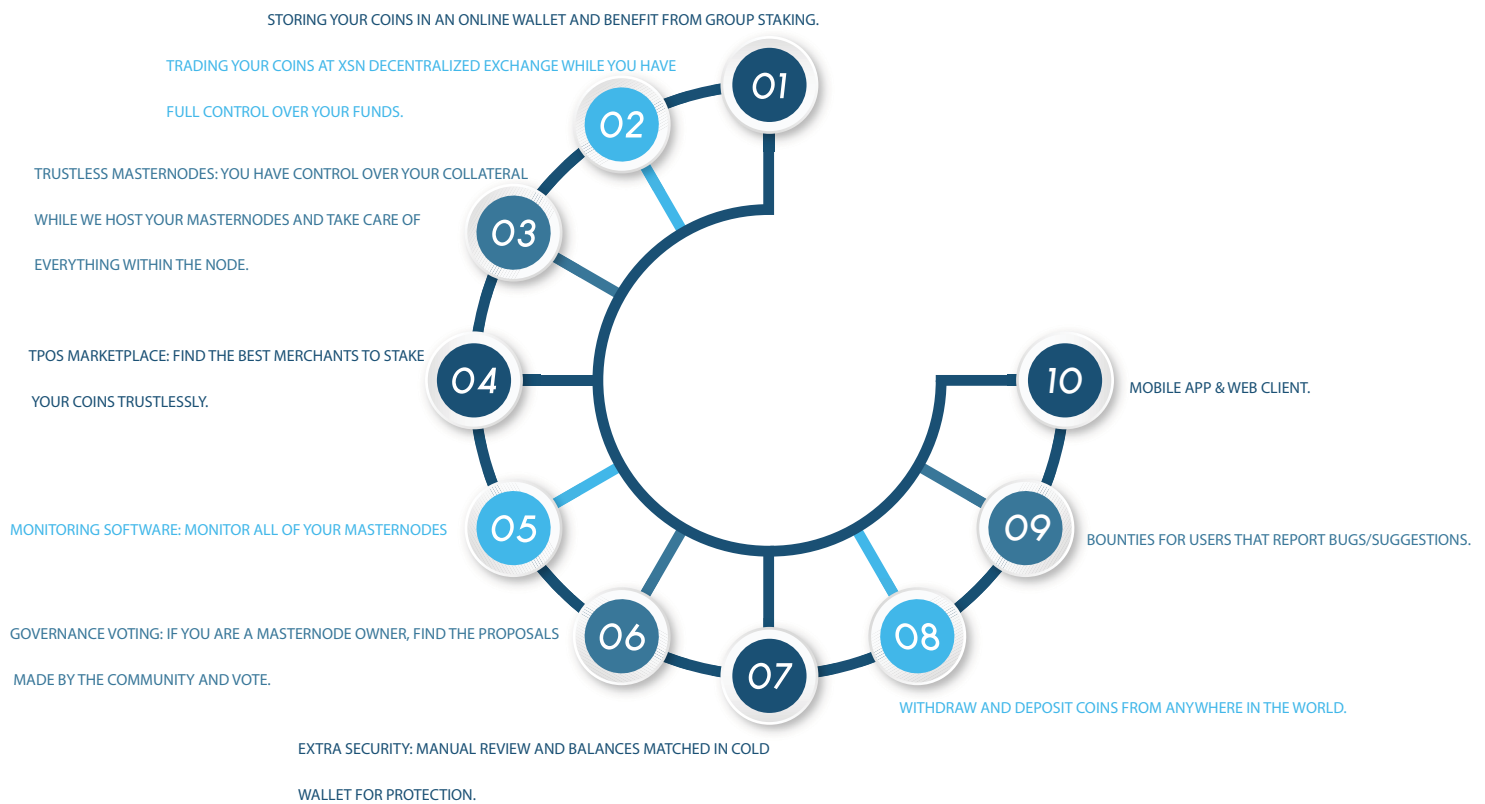 STORING YOUR COINS IN AN ONLINE WALLET AND BENEFIT FROM GROUP STAKING.
01
TRADING YOUR COINS AT XSN DECENTRALIZED EXCHANGE WHILE YOU HAVE
FULL CONTROL OVER YOUR FUNDS.
02
TRUSTLESS MASTERNODES: YOU HAVE CONTROL OVER YOUR COLLATERAL
WHILE WE HOST YOUR MASTERNODES AND TAKE CARE OF
EVERYTHING WITHIN THE NODE.
03
TPOS MARKETPLACE: FIND THE BEST MERCHANTS TO STAKE
YOUR COINS TRUSTLESSLY.
04
MONITORING SOFTWARE: MONITOR ALL OF YOUR MASTERNODES
05
GOVERNANCE VOTING: IF YOU ARE A MASTERNODE OWNER, FIND THE PROPOSALS
MADE BY THE COMMUNITY AND VOTE.
06
07
EXTRA SECURITY: MANUAL REVIEW AND BALANCES MATCHED IN COLD
WALLET FOR PROTECTION.
08
WITHDRAW AND DEPOSIT COINS FROM ANYWHERE IN THE WORLD.
09
BOUNTIES FOR USERS THAT REPORT BUGS/SUGGESTIONS.
10
MOBILE APP & WEB CLIENT.